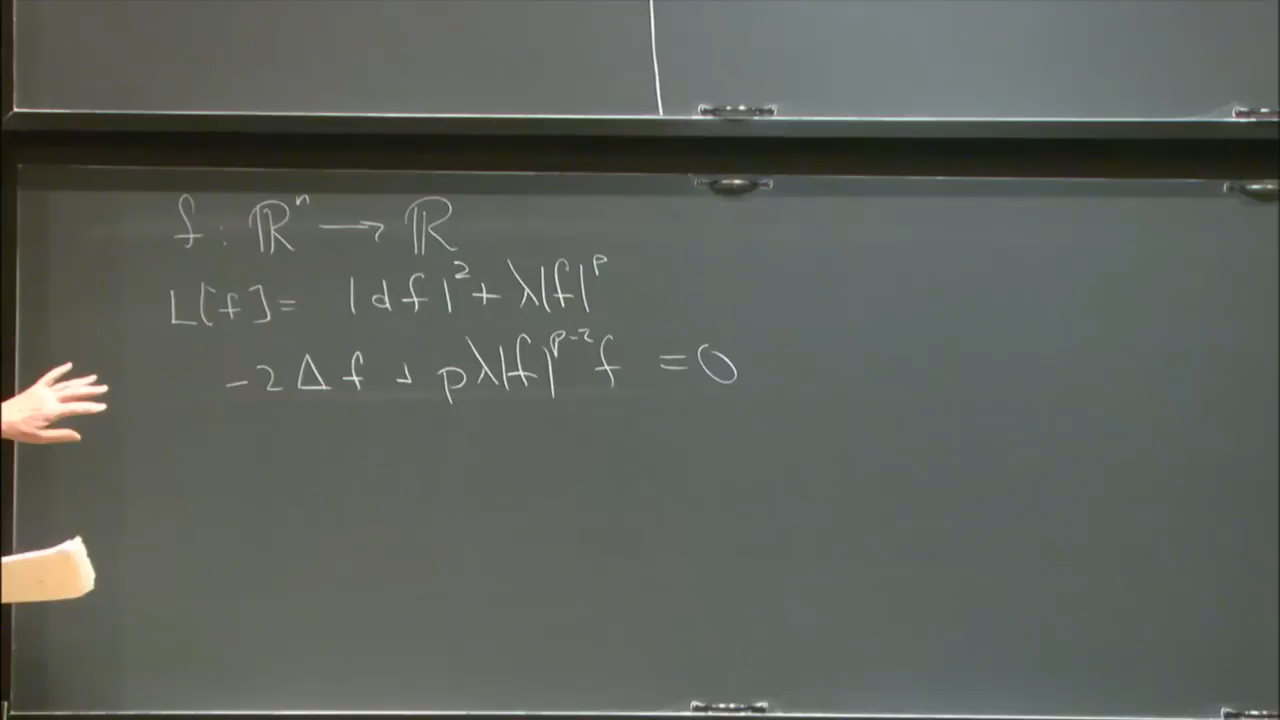 f : ℝⁿ ⟶ ℝ
L[f] = |df|² + λ|f|ᵖ
-2Δf + pλ|f|ᵖ⁻²f = 0